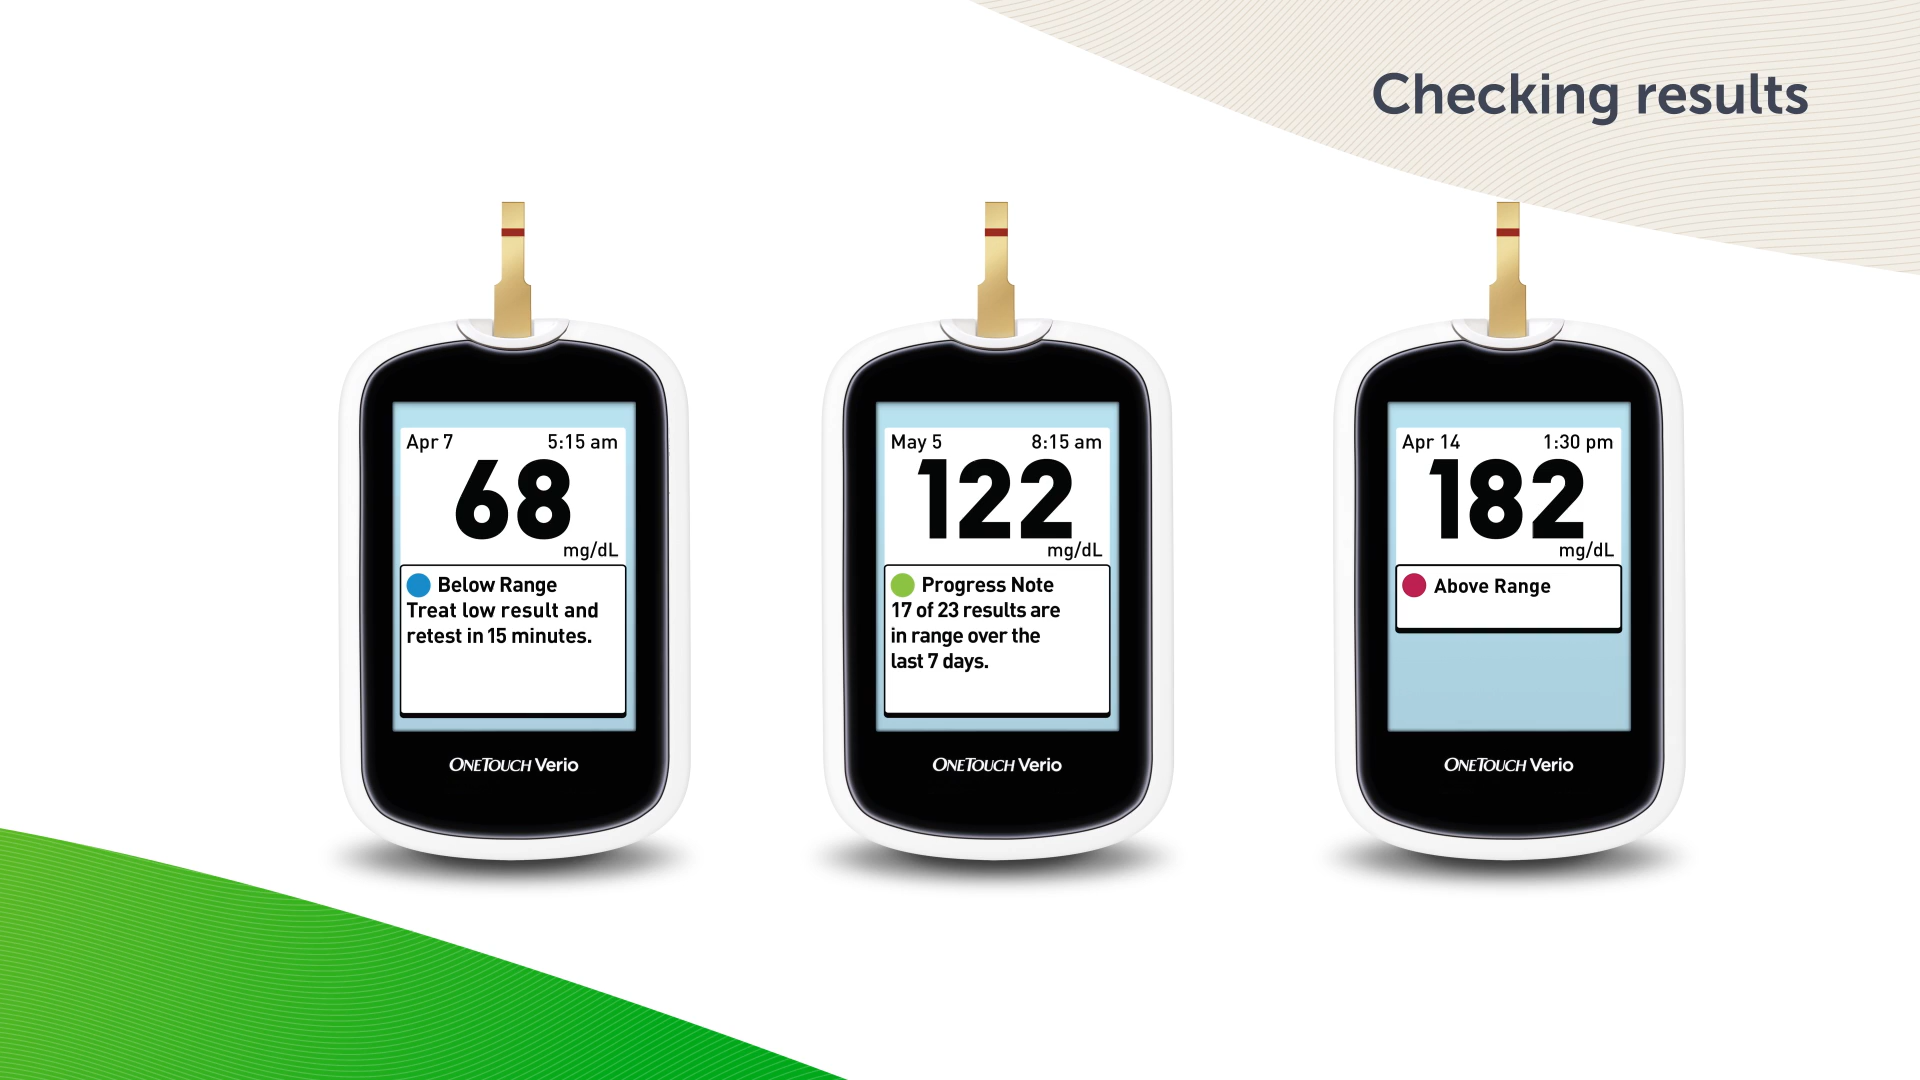 Checking results
Apr 7 5:15 am
68
mg/dL
Below Range
Treat low result and
retest in 15 minutes.
ONETOUCH Verio
May 5 8:15 am
122
mg/dL
Progress Note
17 of 23 results are
in range over the
last 7 days.
ONETOUCH Verio
Apr 14 1:30 pm
182
mg/dL
Above Range
ONETOUCH Verio